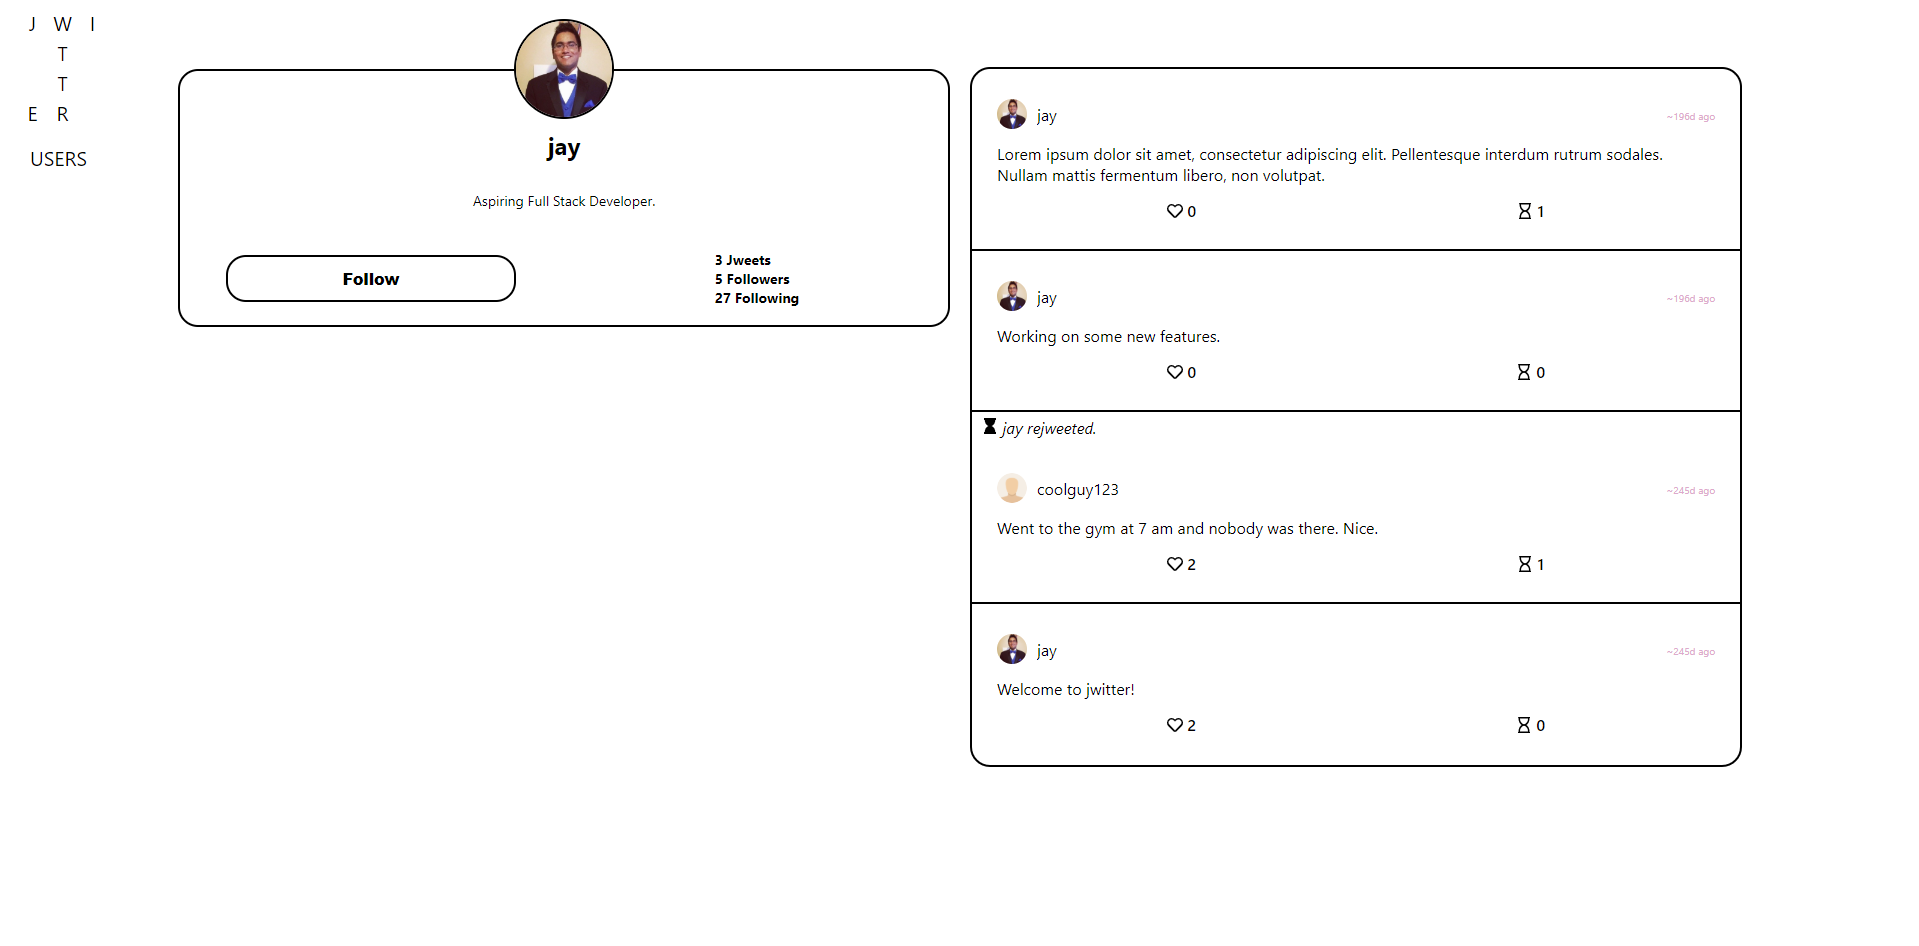 J W I
T
T
E R
USERS
jay
Aspiring Full Stack Developer.
Follow
3 Jweets
5 Followers
27 Following
jay
~196d ago
Lorem ipsum dolor sit amet, consectetur adipiscing elit. Pellentesque interdum rutrum sodales.
Nullam mattis fermentum libero, non volutpat.
0
1
jay
~196d ago
Working on some new features.
0
0
jay rejweeted.
coolguy123
~245d ago
Went to the gym at 7 am and nobody was there. Nice.
2
1
jay
~245d ago
Welcome to jwitter!
2
0